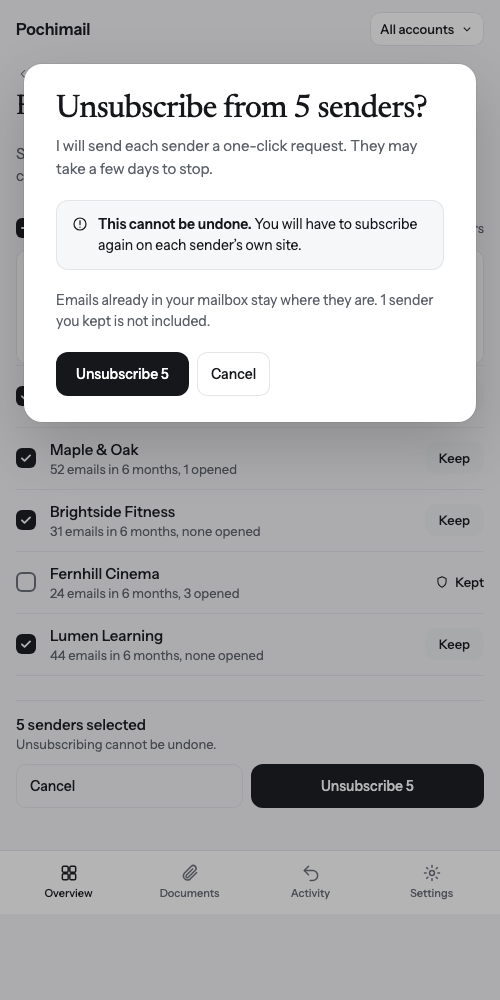 Pochimail
All accounts
Unsubscribe from 5 senders?
I will send each sender a one-click request. They may
take a few days to stop.
This cannot be undone. You will have to subscribe
again on each sender's own site.
Emails already in your mailbox stay where they are. 1 sender
you kept is not included.
Unsubscribe 5
Cancel
Maple & Oak
52 emails in 6 months, 1 opened
Keep
Brightside Fitness
31 emails in 6 months, none opened
Keep
Fernhill Cinema
24 emails in 6 months, 3 opened
Kept
Lumen Learning
44 emails in 6 months, none opened
Keep
5 senders selected
Unsubscribing cannot be undone.
Cancel
Unsubscribe 5
Overview
Documents
Activity
Settings